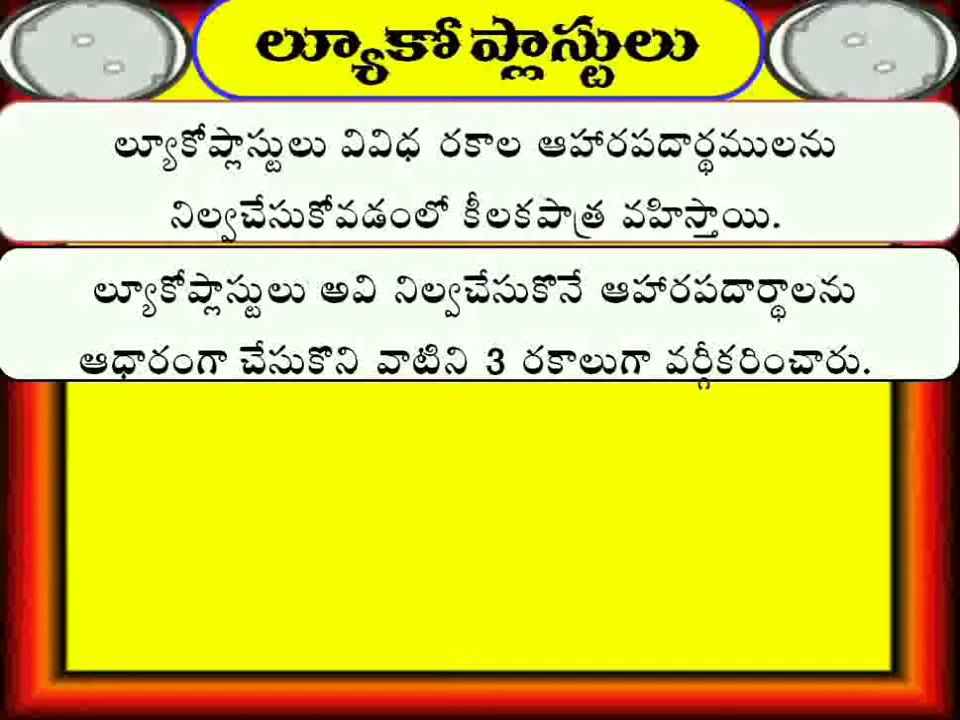 ల్యూకోప్లాస్టులు
ల్యూకోప్లాస్టులు వివిధ రకాల ఆహారపదార్థములను
నిల్వచేసుకోవడంలో కీలకపాత్ర వహిస్తాయి.
ల్యూకోప్లాస్టులు అవి నిల్వచేసుకొనే ఆహారపదార్థాలను
ఆధారంగా చేసుకొని వాటిని 3 రకాలుగా వర్గీకరించారు.